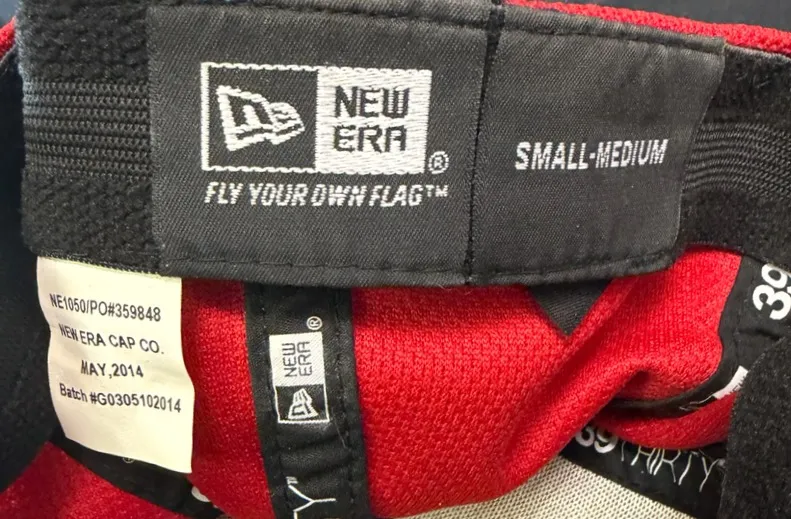 NEW
ERA
®
FLY YOUR OWN FLAG™
SMALL-MEDIUM
NE1050/PO#359848
NEW ERA CAP CO.
MAY,2014
Batch #G0305102014
NEW
ERA
®
39
39THIRTY